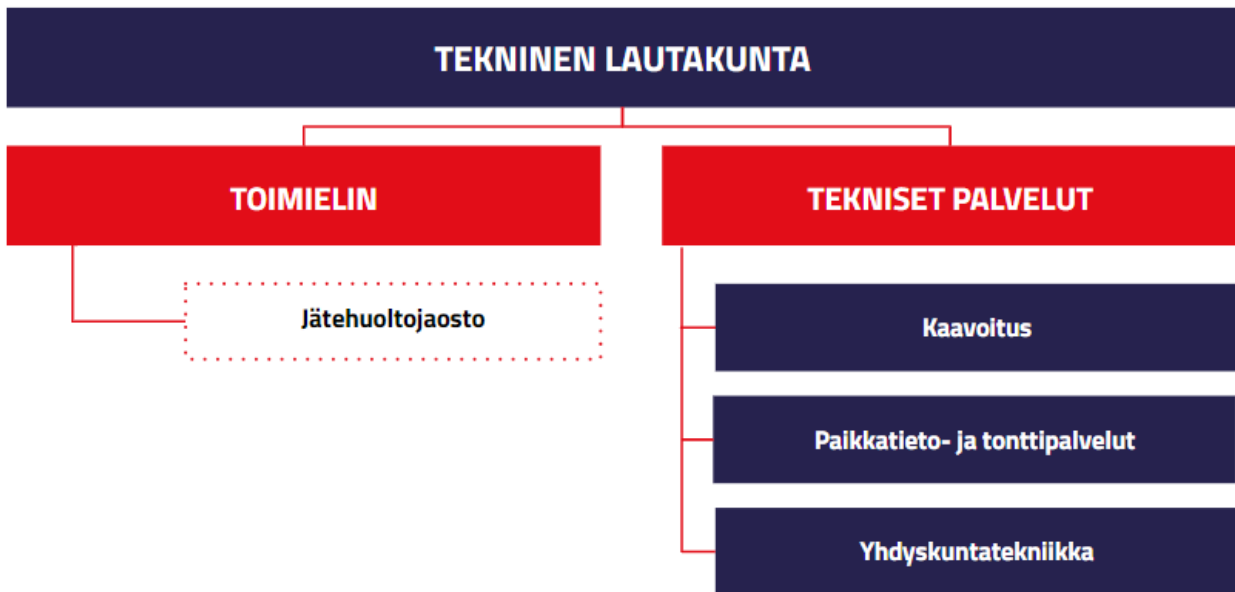 TEKNINEN LAUTAKUNTA
TOIMIELIN
Jätehuoltojaosto
TEKNISET PALVELUT
Kaavoitus
Paikkatieto- ja tonttipalvelut
Yhdyskuntatekniikka